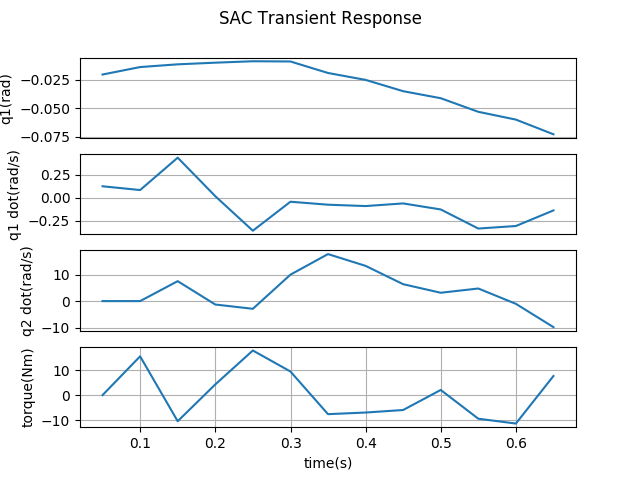 SAC Transient Response
q1(rad)
−0.025
−0.050
−0.075
q1 dot(rad/s)
0.25
0.00
−0.25
q2 dot(rad/s)
10
0
−10
torque(Nm)
10
0
−10
0.1 0.2 0.3 0.4 0.5 0.6
time(s)